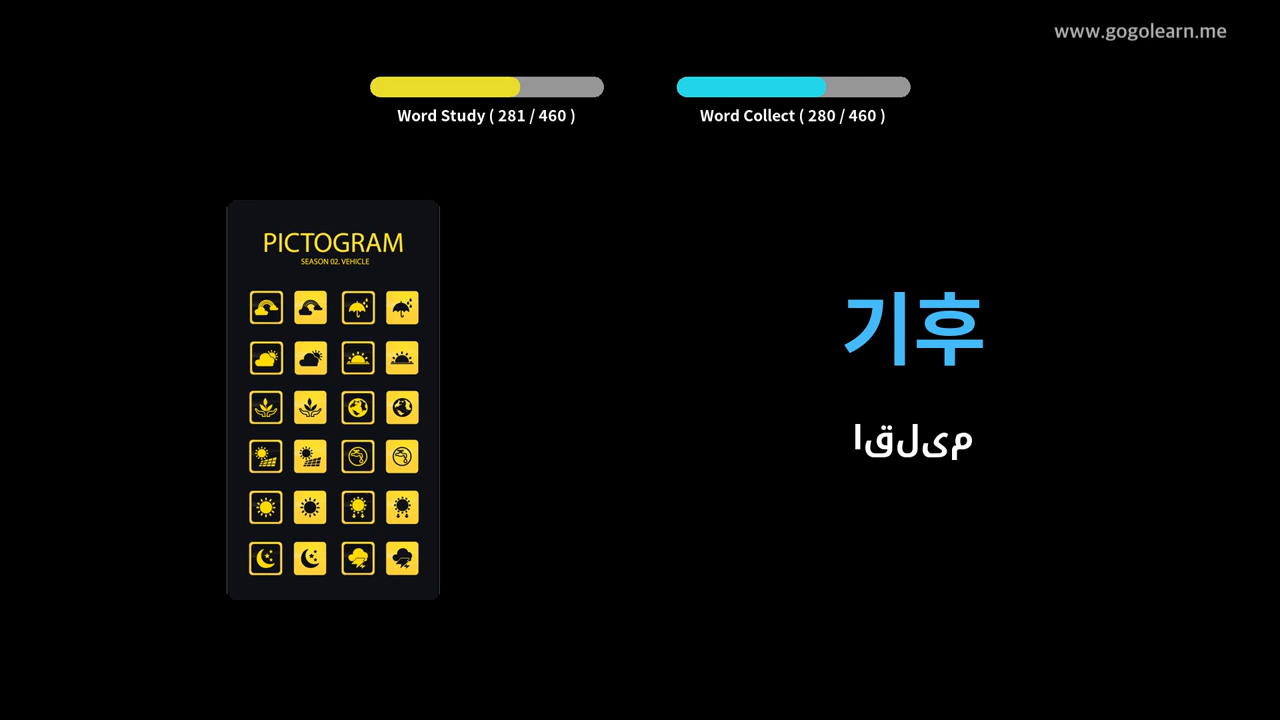 www.gogolearn.me
Word Study ( 281 / 460 )
Word Collect ( 280 / 460 )
PICTOGRAM
SEASON 02. VEHICLE
기후
اقلیم